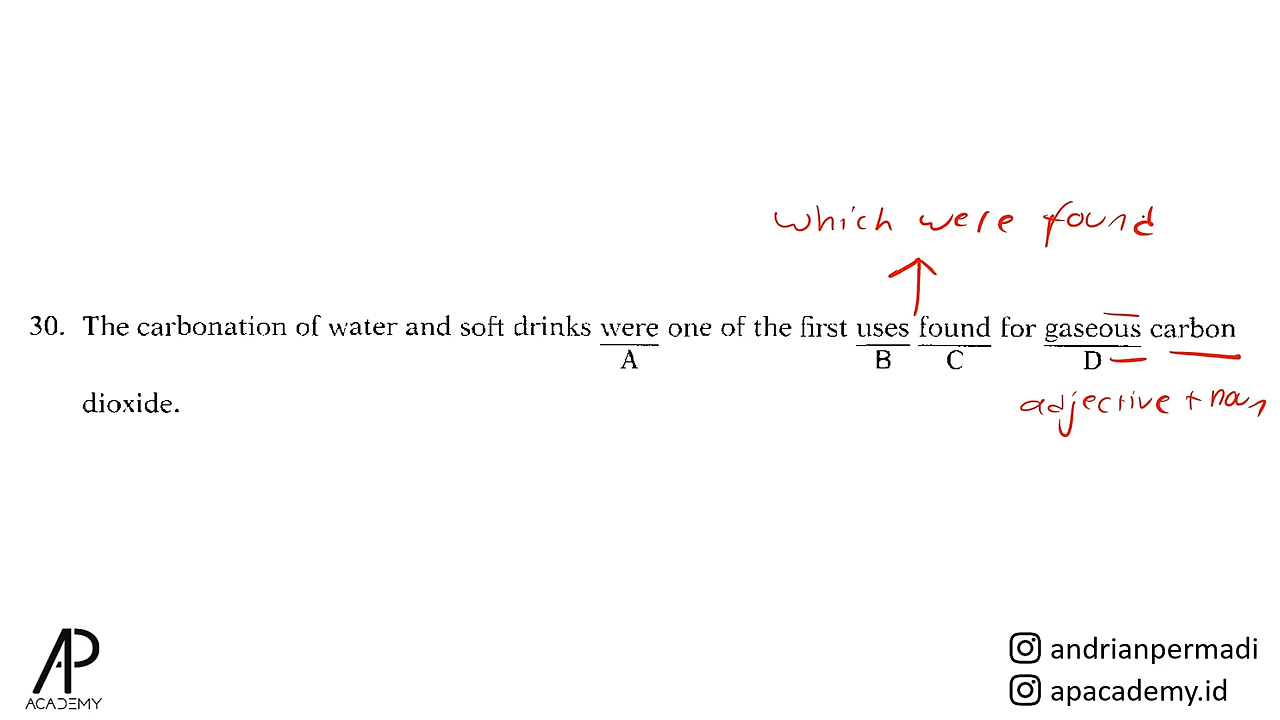 which were found
30. The carbonation of water and soft drinks were one of the first uses found for gaseous carbon
A B C D
dioxide.
adjective + noun
AP
ACADEMY
andrianpermadi
apacademy.id